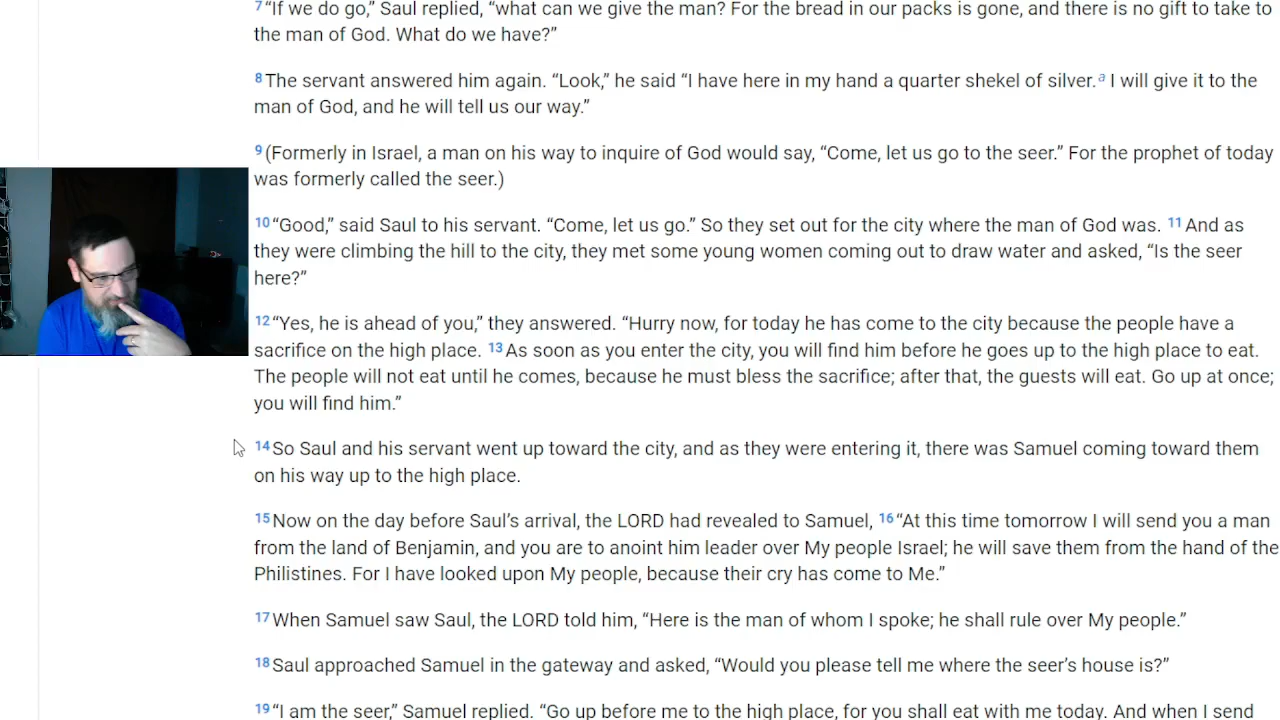 7 “If we do go,” Saul replied, “what can we give the man? For the bread in our packs is gone, and there is no gift to take to
the man of God. What do we have?”
8 The servant answered him again. “Look,” he said “I have here in my hand a quarter shekel of silver. a I will give it to the
man of God, and he will tell us our way.”
9 (Formerly in Israel, a man on his way to inquire of God would say, “Come, let us go to the seer.” For the prophet of today
was formerly called the seer.)
10 “Good,” said Saul to his servant. “Come, let us go.” So they set out for the city where the man of God was. 11 And as
they were climbing the hill to the city, they met some young women coming out to draw water and asked, “Is the seer
here?”
12 “Yes, he is ahead of you,” they answered. “Hurry now, for today he has come to the city because the people have a
sacrifice on the high place. 13 As soon as you enter the city, you will find him before he goes up to the high place to eat.
The people will not eat until he comes, because he must bless the sacrifice; after that, the guests will eat. Go up at once;
you will find him.”
14 So Saul and his servant went up toward the city, and as they were entering it, there was Samuel coming toward them
on his way up to the high place.
15 Now on the day before Saul’s arrival, the LORD had revealed to Samuel, 16 “At this time tomorrow I will send you a man
from the land of Benjamin, and you are to anoint him leader over My people Israel; he will save them from the hand of the
Philistines. For I have looked upon My people, because their cry has come to Me.”
17 When Samuel saw Saul, the LORD told him, “Here is the man of whom I spoke; he shall rule over My people.”
18 Saul approached Samuel in the gateway and asked, “Would you please tell me where the seer’s house is?”
19 “I am the seer,” Samuel replied. “Go up before me to the high place, for you shall eat with me today. And when I send